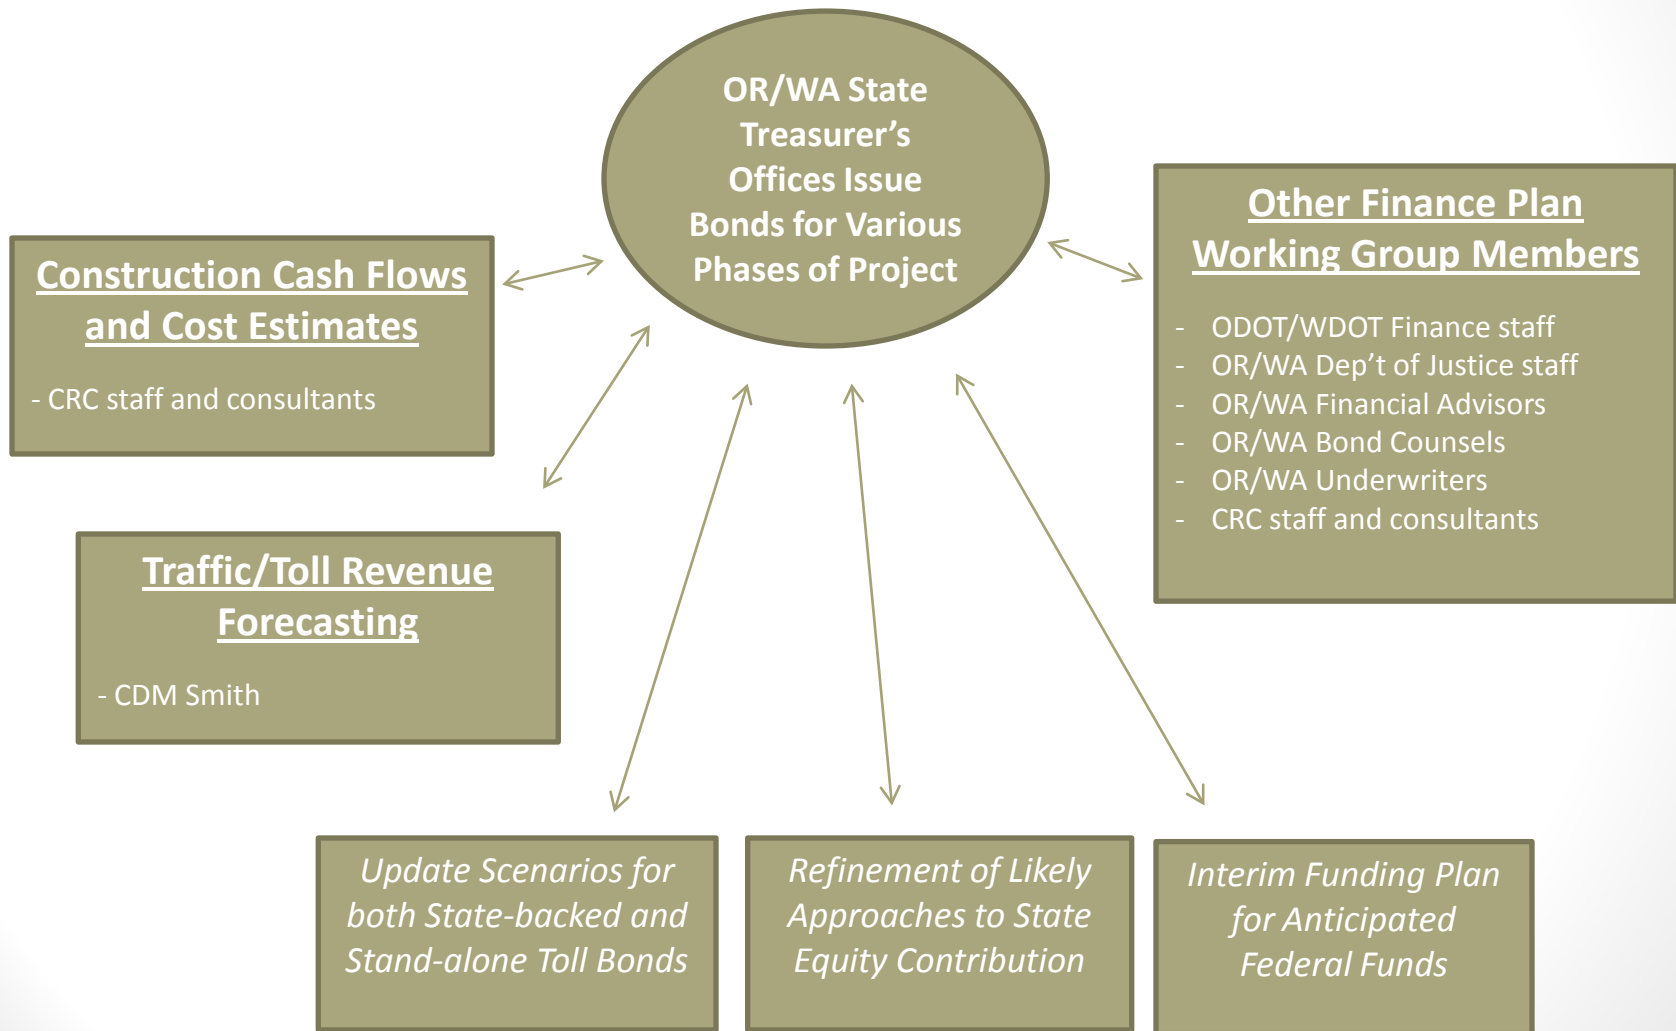 OR/WA State
Treasurer’s
Offices Issue
Bonds for Various
Phases of Project
Construction Cash Flows
and Cost Estimates
- CRC staff and consultants
Other Finance Plan
Working Group Members
- ODOT/WDOT Finance staff
- OR/WA Dep’t of Justice staff
- OR/WA Financial Advisors
- OR/WA Bond Counsels
- OR/WA Underwriters
- CRC staff and consultants
Traffic/Toll Revenue
Forecasting
- CDM Smith
Update Scenarios for
both State-backed and
Stand-alone Toll Bonds
Refinement of Likely
Approaches to State
Equity Contribution
Interim Funding Plan
for Anticipated
Federal Funds